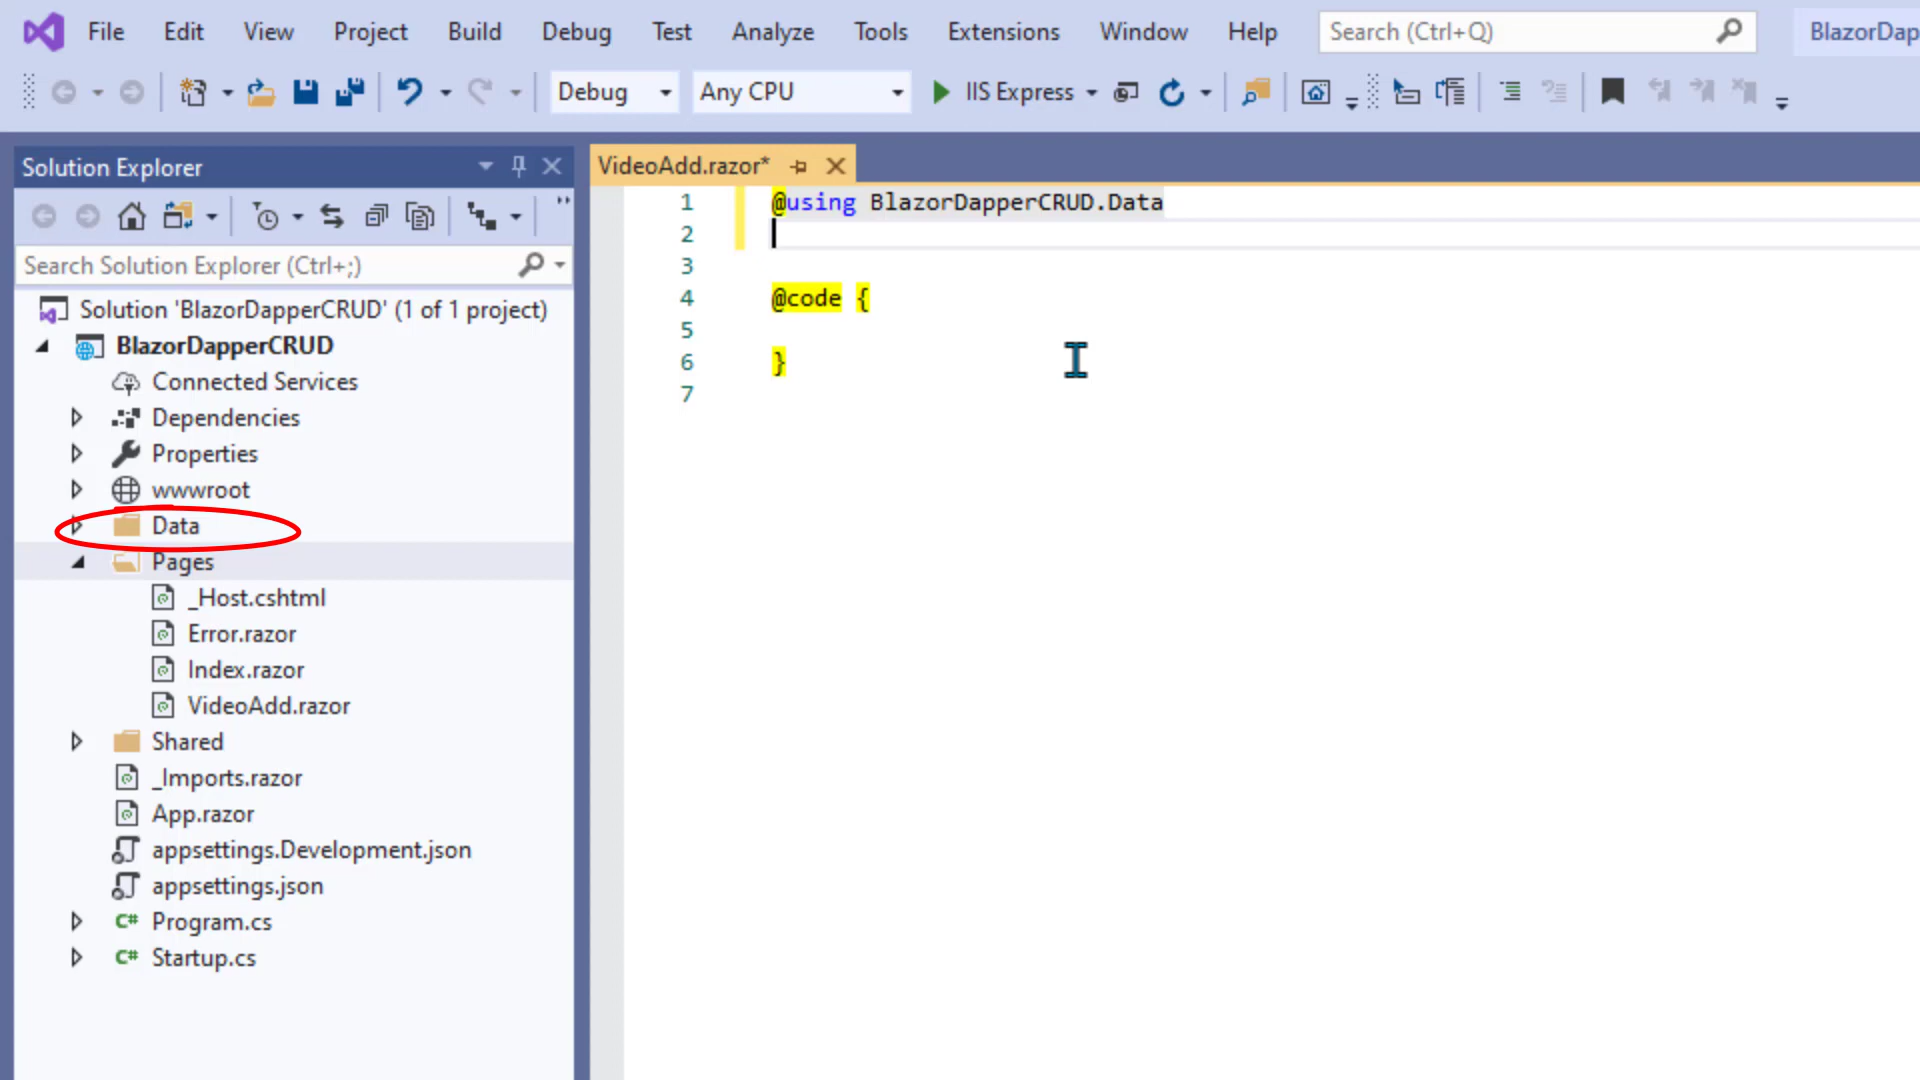 File Edit View Project Build Debug Test Analyze Tools Extensions Window Help Search (Ctrl+Q) BlazorDap
Debug Any CPU IIS Express
Solution Explorer
Search Solution Explorer (Ctrl+;)
Solution 'BlazorDapperCRUD' (1 of 1 project)
BlazorDapperCRUD
Connected Services
Dependencies
Properties
wwwroot
Data
Pages
_Host.cshtml
Error.razor
Index.razor
VideoAdd.razor
Shared
_Imports.razor
App.razor
appsettings.Development.json
appsettings.json
C# Program.cs
C# Startup.cs
VideoAdd.razor*
1 @using BlazorDapperCRUD.Data
2
3
4 @code {
5
6 }
7